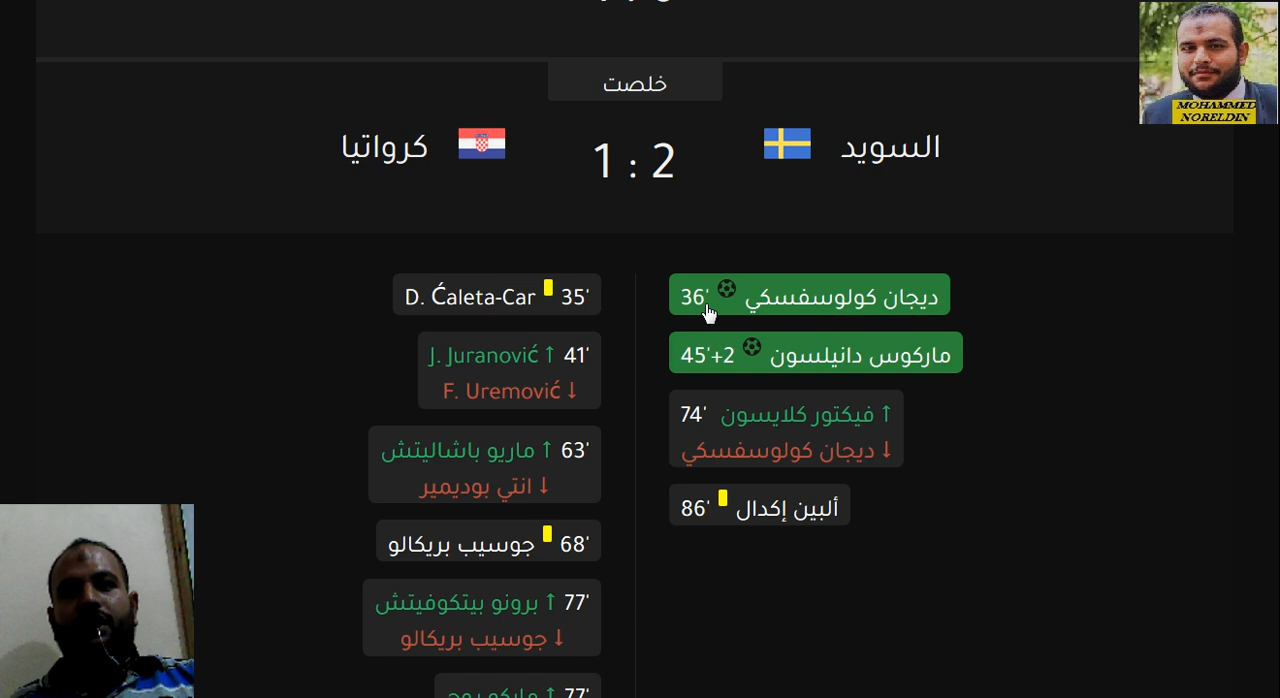 خلصت
السويد
2 : 1
كرواتيا
MOHAMMED
NORELDIN
ديجان كولوسفسكي 36'
ماركوس دانيلسون 45'+2
↑ فيكتور كلايسون 74'
↓ ديجان كولوسفسكي
ألبين إكدال 86'
35' D. Ćaleta-Car
41' ↑ J. Juranović
↓ F. Uremović
63' ↑ ماريو باشاليتش
↓ انتي بوديمير
68' جوسيب بريكالو
77' ↑ برونو بيتكوفيتش
↓ جوسيب بريكالو
77' ↑